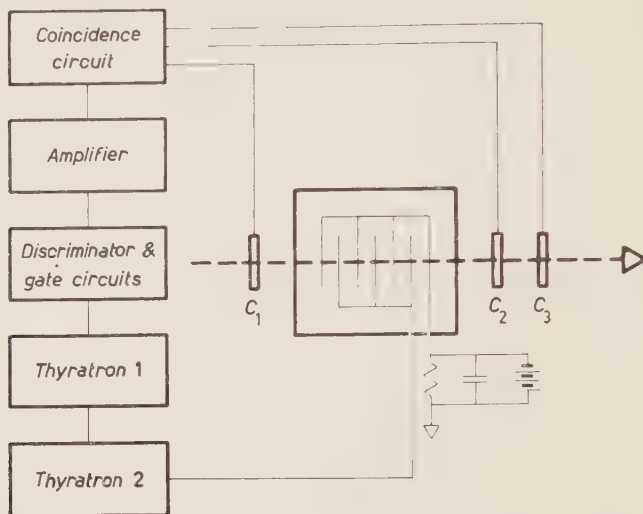 Coincidence
circuit
Amplifier
Discriminator &
gate circuits
Thyratron 1
Thyratron 2
C₁
C₂
C₃